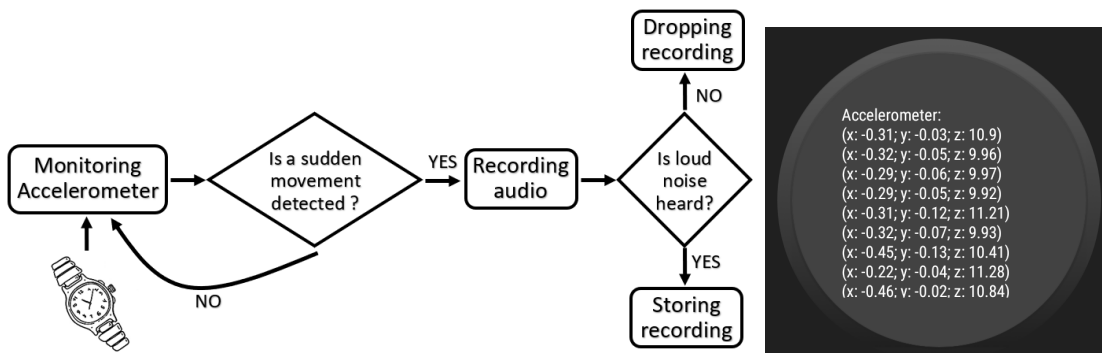 Monitoring
Accelerometer
Is a sudden
movement
detected ?
NO
YES
Recording
audio
Is loud
noise
heard?
NO
Dropping
recording
YES
Storing
recording
Accelerometer:
(x: -0.31; y: -0.03; z: 10.9)
(x: -0.32; y: -0.05; z: 9.96)
(x: -0.29; y: -0.06; z: 9.97)
(x: -0.29; y: -0.05; z: 9.92)
(x: -0.31; y: -0.12; z: 11.21)
(x: -0.32; y: -0.07; z: 9.93)
(x: -0.45; y: -0.13; z: 10.41)
(x: -0.22; y: -0.04; z: 11.28)
(x: -0.46; y: -0.02; z: 10.84)